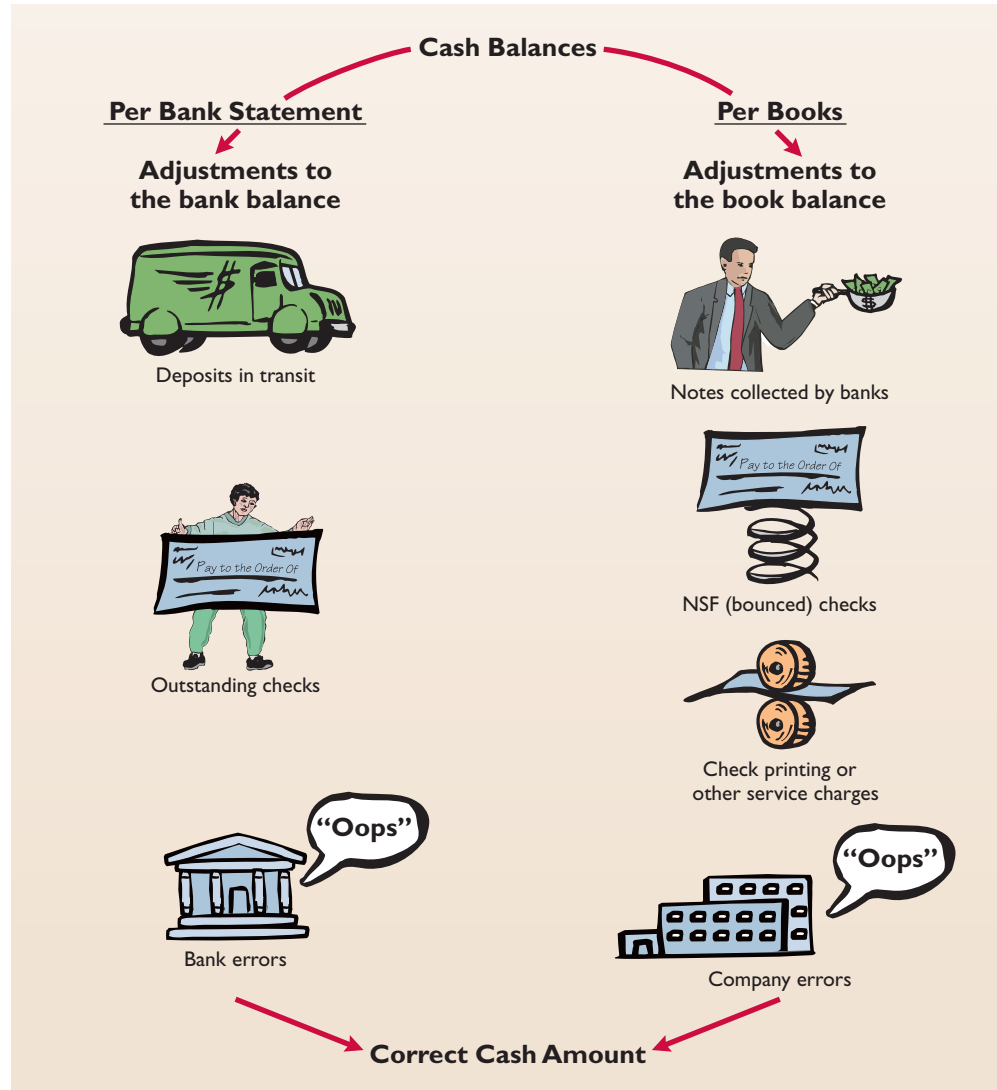 Cash Balances
Per Bank Statement
Adjustments to
the bank balance
$
Deposits in transit
Pay to the Order Of
Outstanding checks
“Oops”
Bank errors
Per Books
Adjustments to
the book balance
$
Notes collected by banks
Pay to the Order Of
NSF (bounced) checks
Check printing or
other service charges
“Oops”
Company errors
Correct Cash Amount